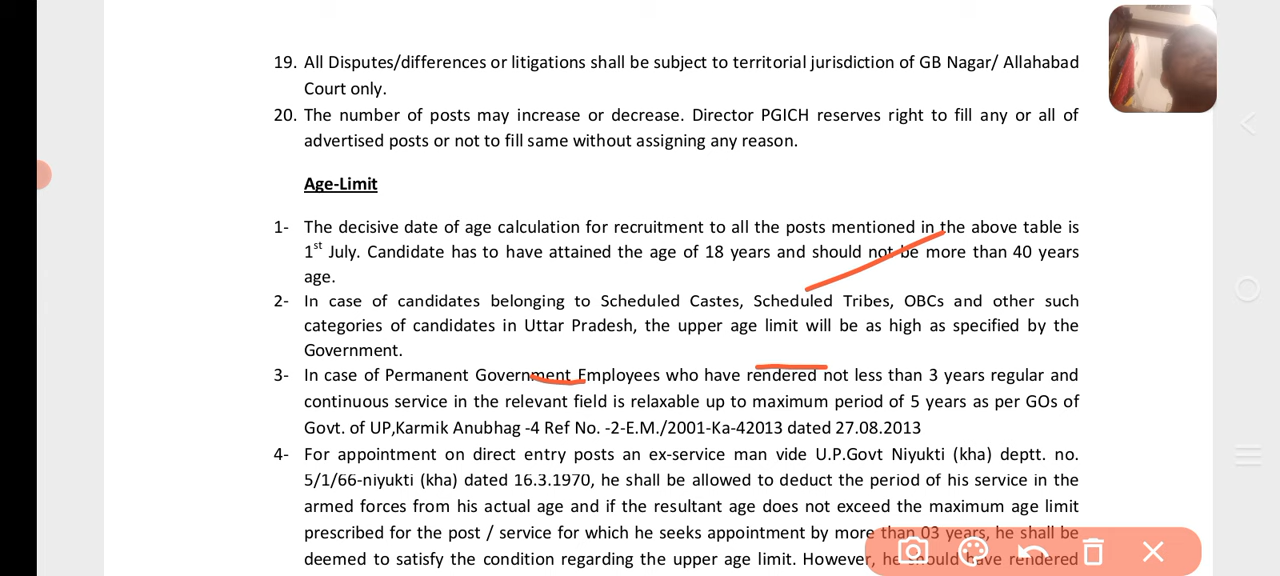 19. All Disputes/differences or litigations shall be subject to territorial jurisdiction of GB Nagar/ Allahabad
Court only.
20. The number of posts may increase or decrease. Director PGICH reserves right to fill any or all of
advertised posts or not to fill same without assigning any reason.
Age-Limit
1- The decisive date of age calculation for recruitment to all the posts mentioned in the above table is
1st July. Candidate has to have attained the age of 18 years and should not be more than 40 years
age.
2- In case of candidates belonging to Scheduled Castes, Scheduled Tribes, OBCs and other such
categories of candidates in Uttar Pradesh, the upper age limit will be as high as specified by the
Government.
3- In case of Permanent Government Employees who have rendered not less than 3 years regular and
continuous service in the relevant field is relaxable up to maximum period of 5 years as per GOs of
Govt. of UP,Karmik Anubhag -4 Ref No. -2-E.M./2001-Ka-42013 dated 27.08.2013
4- For appointment on direct entry posts an ex-service man vide U.P.Govt Niyukti (kha) deptt. no.
5/1/66-niyukti (kha) dated 16.3.1970, he shall be allowed to deduct the period of his service in the
armed forces from his actual age and if the resultant age does not exceed the maximum age limit
prescribed for the post / service for which he seeks appointment by more than 03 years, he shall be
deemed to satisfy the condition regarding the upper age limit. However, he should have rendered